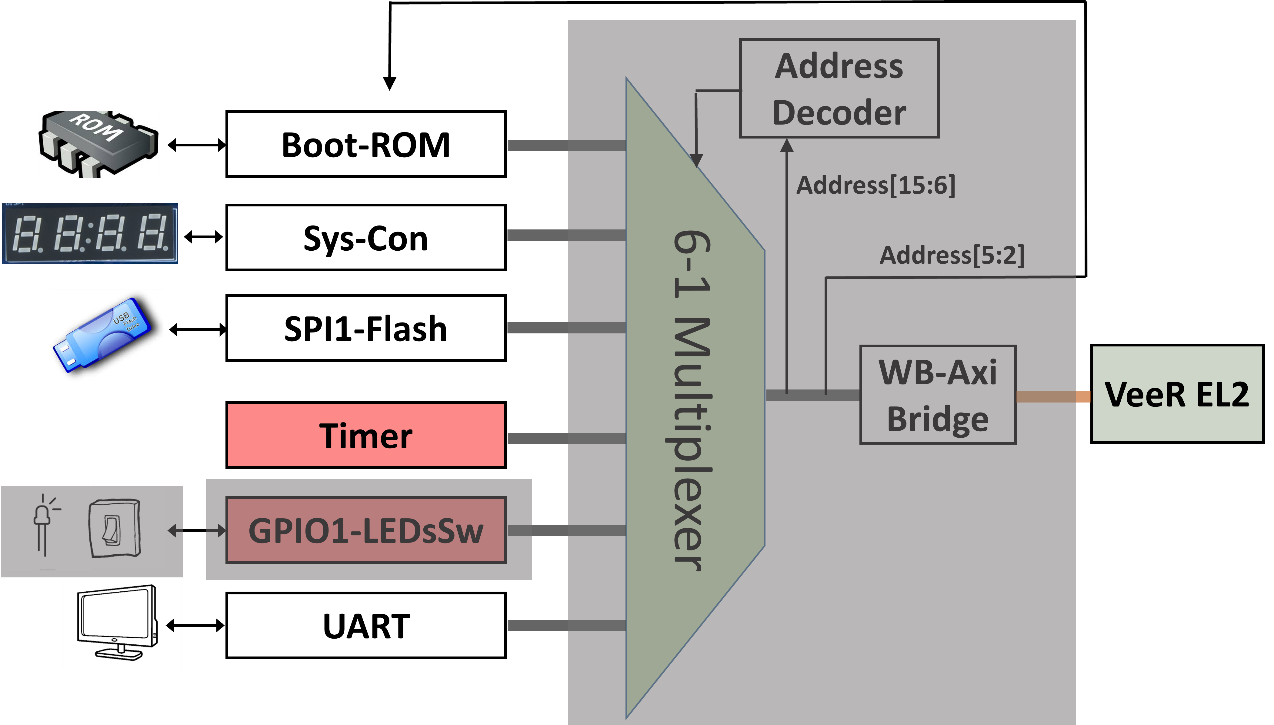 Address
Decoder
ROM
Boot-ROM
Address[15:6]
Sys-Con
Address[5:2]
USB
SPI1-Flash
6-1 Multiplexer
WB-Axi
Bridge
VeeR EL2
Timer
GPIO1-LEDsSw
UART